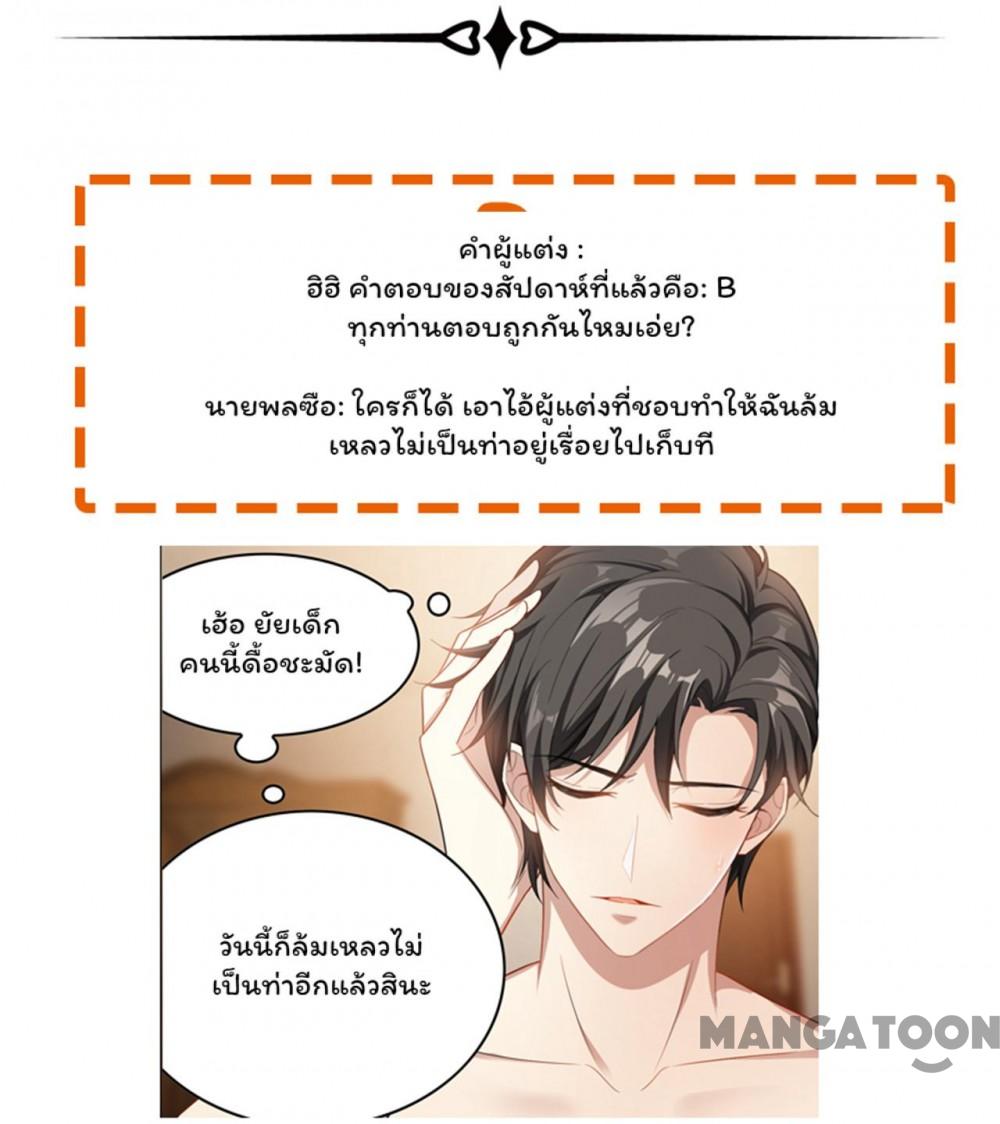 คำผู้แต่ง :
ฮิฮิ คำตอบของสัปดาห์ที่แล้วคือ: B
ทุกท่านตอบถูกกันไหมเอ่ย?
นายพลซือ: ใครก็ได้ เอาไอ้ผู้แต่งที่ชอบทำให้ฉันล้ม
เหลวไม่เป็นท่าอยู่เรื่อยไปเก็บที
เฮ้อ ยัยเด็ก
คนนี้ดื้อชะมัด!
วันนี้ก็ล้มเหลวไม่
เป็นท่าอีกแล้วสินะ
MANGATOON